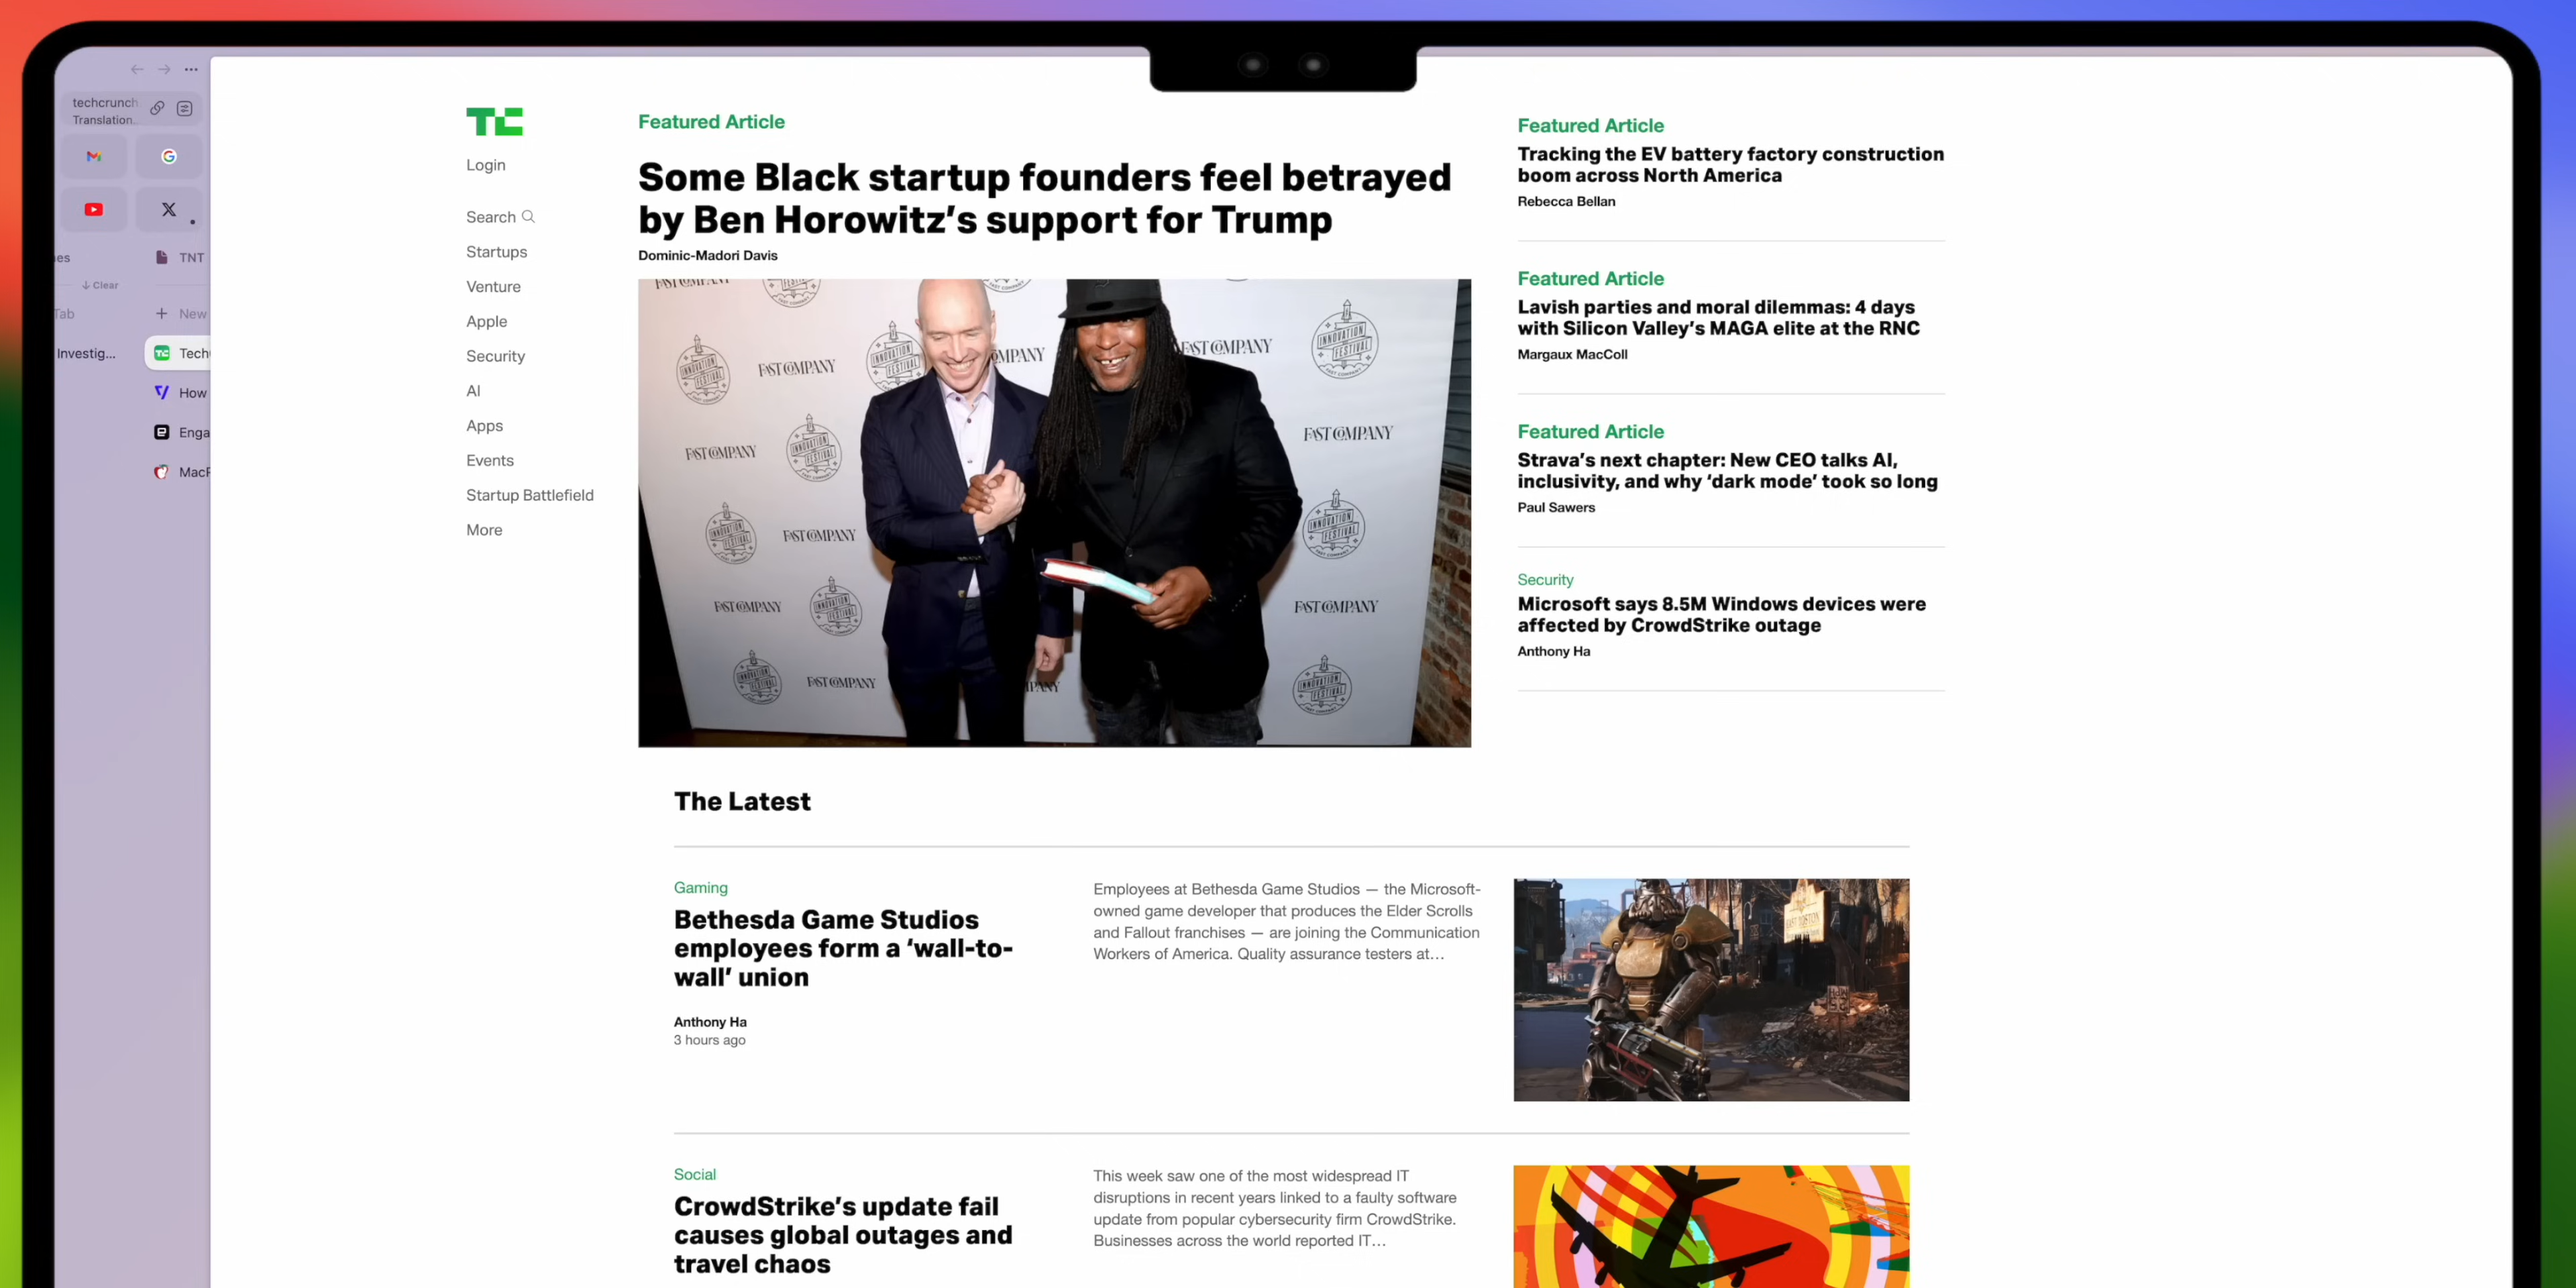 techcrunch
Translation...
es
TNT
↓ Clear
Tab
+ New
Investig...
Tech
How
Enga
MacR
TC
Login
Search
Startups
Venture
Apple
Security
AI
Apps
Events
Startup Battlefield
More
Featured Article
Some Black startup founders feel betrayed
by Ben Horowitz’s support for Trump
Dominic-Madori Davis
FAST COMPANY
INNOVATION
FESTIVAL
FAST COMPANY
Featured Article
Tracking the EV battery factory construction
boom across North America
Rebecca Bellan
Featured Article
Lavish parties and moral dilemmas: 4 days
with Silicon Valley’s MAGA elite at the RNC
Margaux MacColl
Featured Article
Strava’s next chapter: New CEO talks AI,
inclusivity, and why ‘dark mode’ took so long
Paul Sawers
Security
Microsoft says 8.5M Windows devices were
affected by CrowdStrike outage
Anthony Ha
The Latest
Gaming
Bethesda Game Studios
employees form a ‘wall-to-
wall’ union
Anthony Ha
3 hours ago
Employees at Bethesda Game Studios — the Microsoft-
owned game developer that produces the Elder Scrolls
and Fallout franchises — are joining the Communication
Workers of America. Quality assurance testers at…
Social
CrowdStrike’s update fail
causes global outages and
travel chaos
This week saw one of the most widespread IT
disruptions in recent years linked to a faulty software
update from popular cybersecurity firm CrowdStrike.
Businesses across the world reported IT…